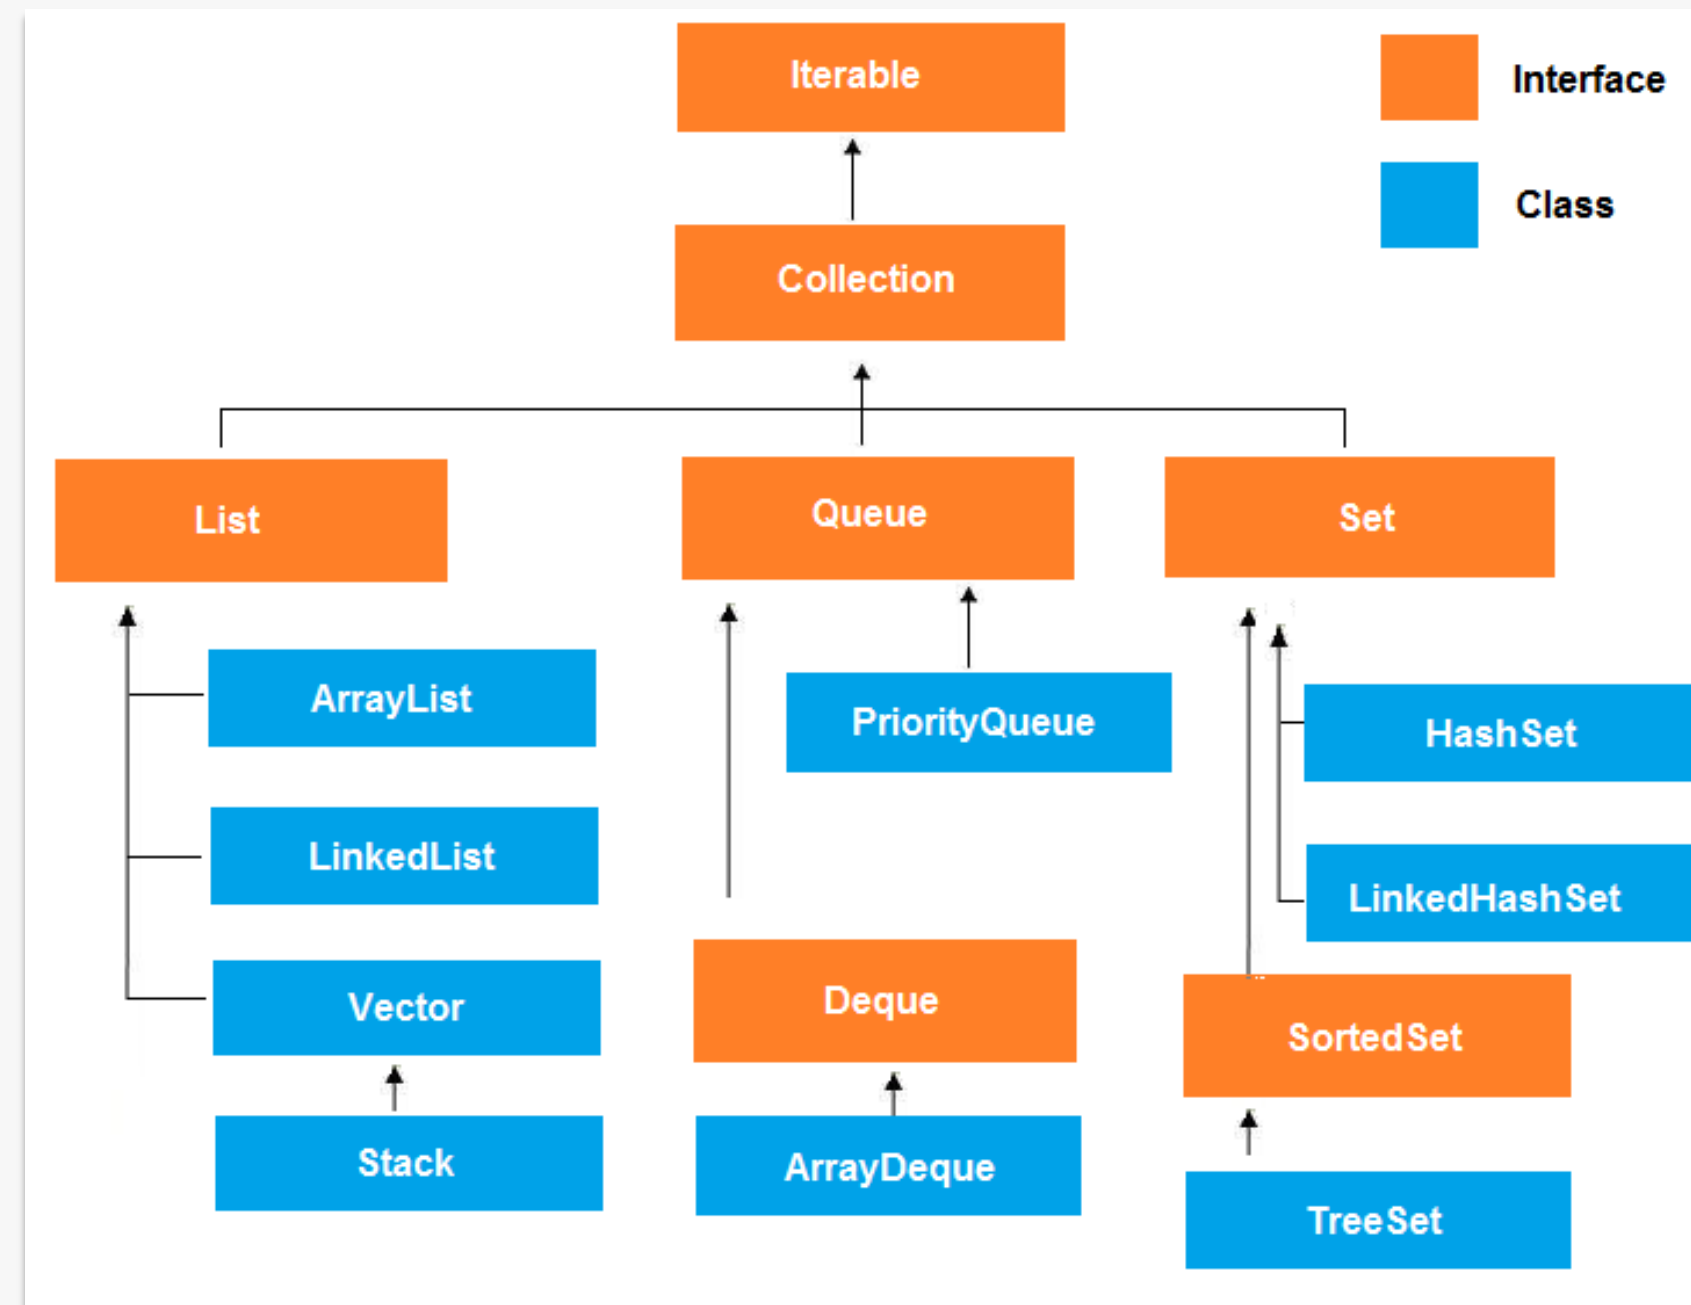 Iterable
Interface
Class
Collection
List
Queue
Set
ArrayList
PriorityQueue
HashSet
LinkedList
LinkedHashSet
Vector
Deque
SortedSet
Stack
ArrayDeque
TreeSet